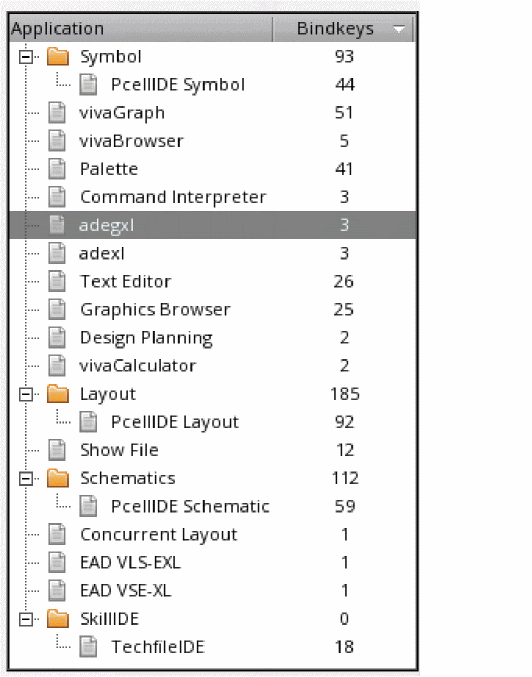 Application Bindkeys
Symbol 93
PcellIDE Symbol 44
vivaGraph 51
vivaBrowser 5
Palette 41
Command Interpreter 3
adegxl 3
adexl 3
Text Editor 26
Graphics Browser 25
Design Planning 2
vivaCalculator 2
Layout 185
PcellIDE Layout 92
Show File 12
Schematics 112
PcellIDE Schematic 59
Concurrent Layout 1
EAD VLS-EXL 1
EAD VSE-XL 1
SkillIDE 0
TechfileIDE 18